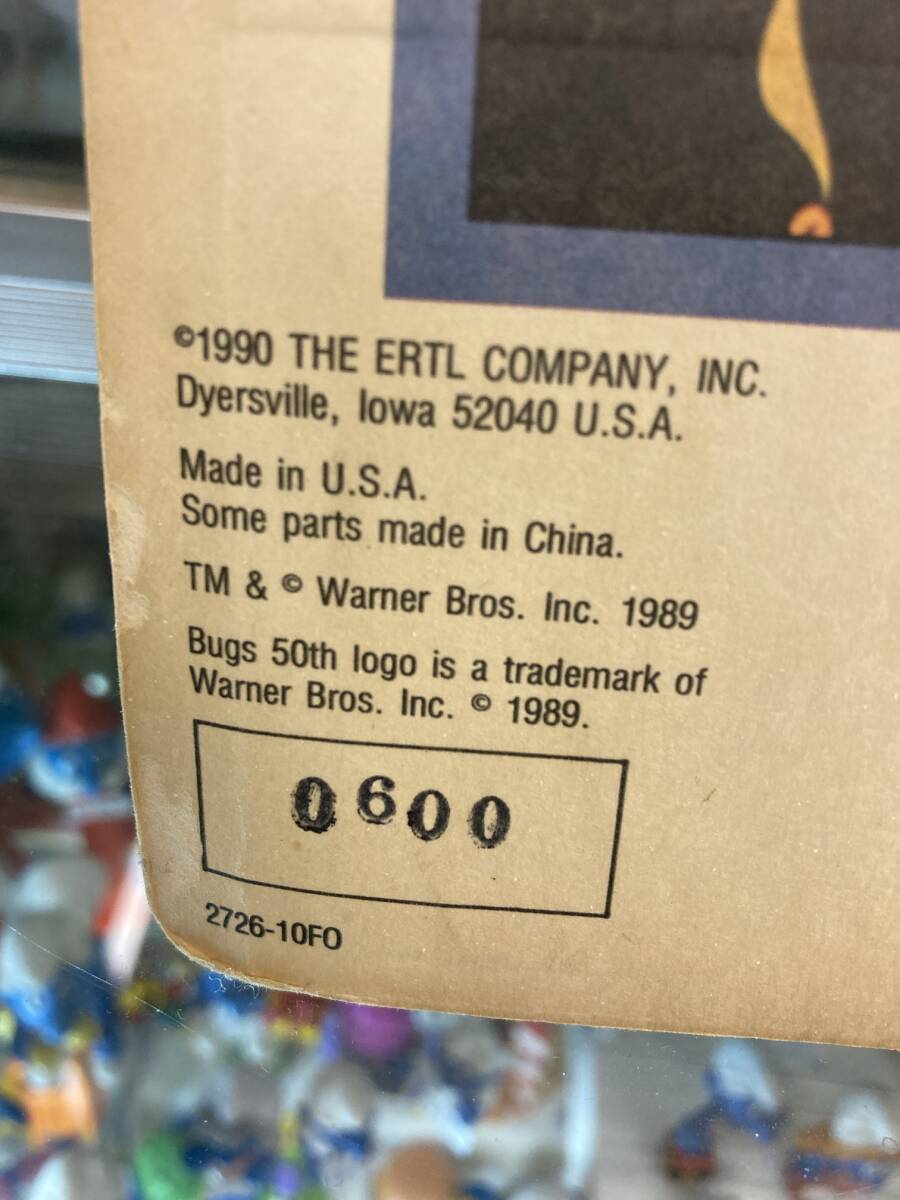 ©1990 THE ERTL COMPANY, INC.
Dyersville, Iowa 52040 U.S.A.
Made in U.S.A.
Some parts made in China.
TM & © Warner Bros. Inc. 1989
Bugs 50th logo is a trademark of
Warner Bros. Inc. © 1989.
0600
2726-10FO